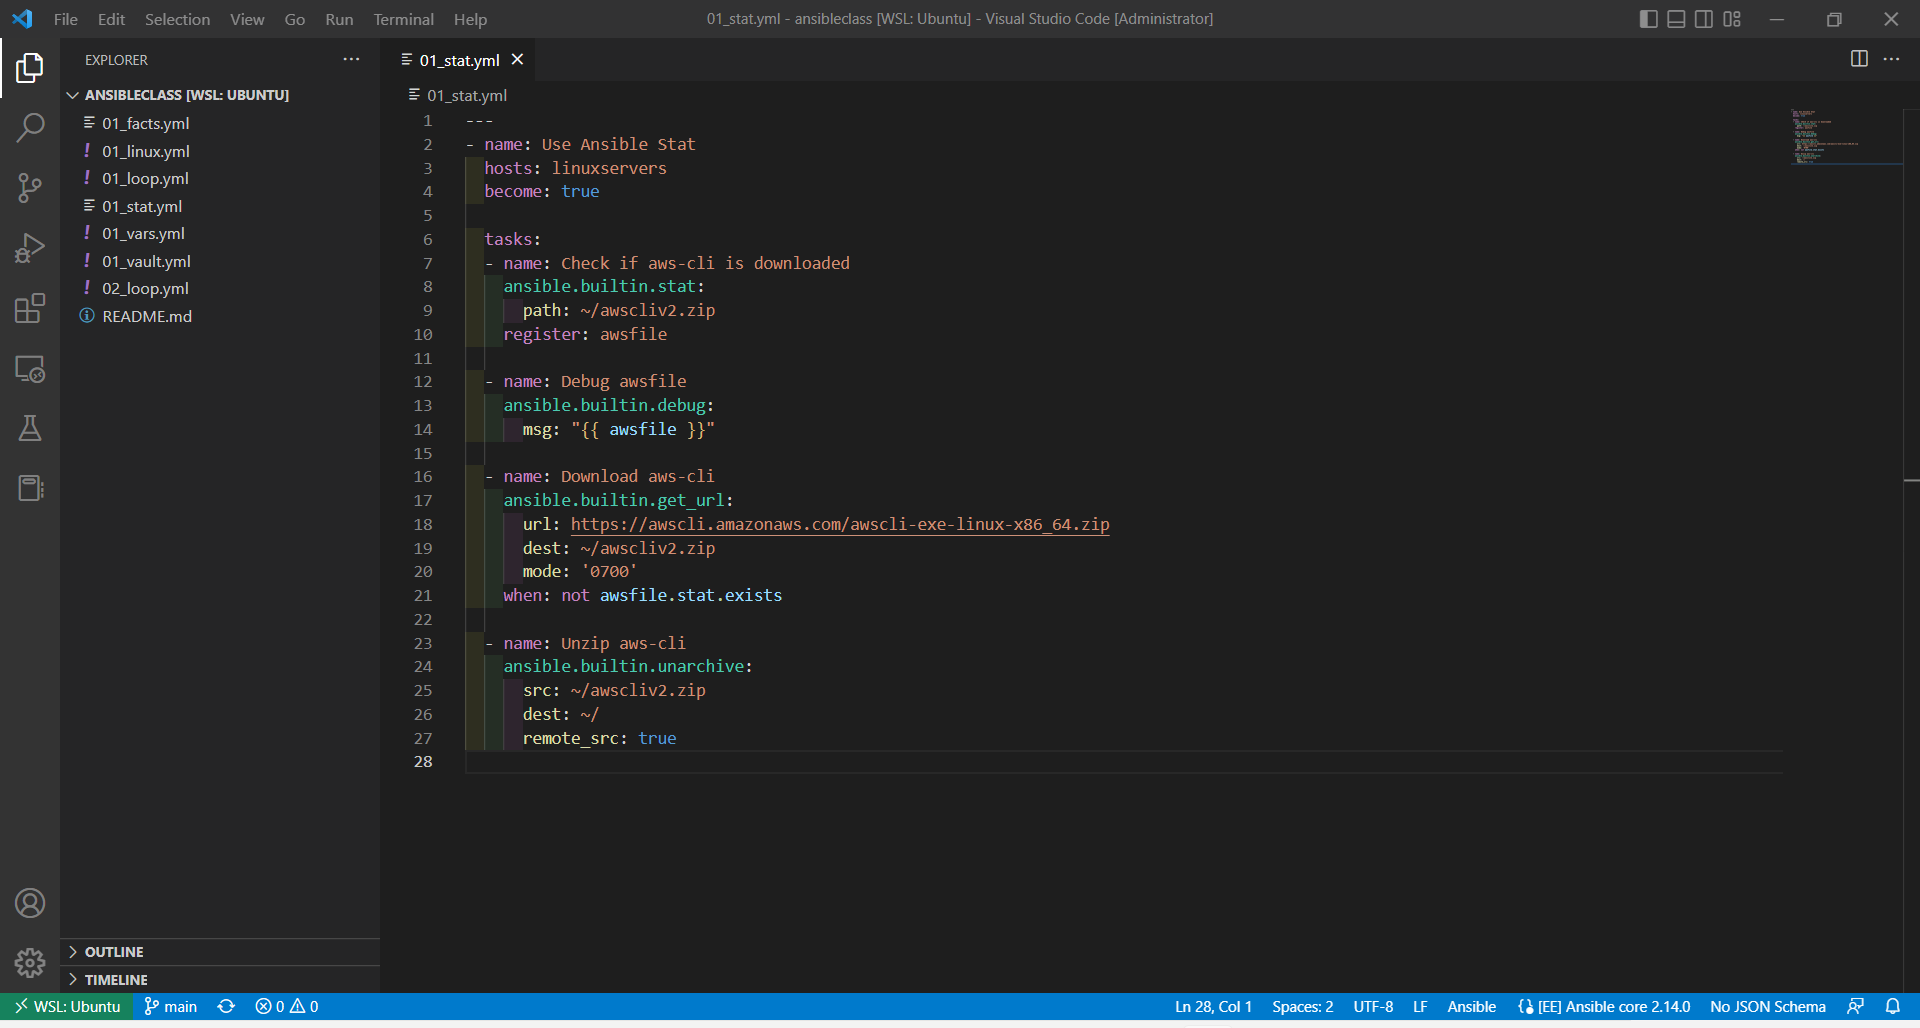 File Edit Selection View Go Run Terminal Help
01_stat.yml - ansibleclass [WSL: Ubuntu] - Visual Studio Code [Administrator]
EXPLORER
ANSIBLECLASS [WSL: UBUNTU]
01_facts.yml
01_linux.yml
01_loop.yml
01_stat.yml
01_vars.yml
01_vault.yml
02_loop.yml
README.md
OUTLINE
TIMELINE
01_stat.yml
01_stat.yml
1 ---
2 - name: Use Ansible Stat
3   hosts: linuxservers
4   become: true
5
6   tasks:
7   - name: Check if aws-cli is downloaded
8     ansible.builtin.stat:
9       path: ~/awscliv2.zip
10     register: awsfile
11
12   - name: Debug awsfile
13     ansible.builtin.debug:
14       msg: "{{ awsfile }}"
15
16   - name: Download aws-cli
17     ansible.builtin.get_url:
18       url: https://awscli.amazonaws.com/awscli-exe-linux-x86_64.zip
19       dest: ~/awscliv2.zip
20       mode: '0700'
21     when: not awsfile.stat.exists
22
23   - name: Unzip aws-cli
24     ansible.builtin.unarchive:
25       src: ~/awscliv2.zip
26       dest: ~/
27       remote_src: true
28
WSL: Ubuntu main 0 0 Ln 28, Col 1 Spaces: 2 UTF-8 LF Ansible [EE] Ansible core 2.14.0 No JSON Schema